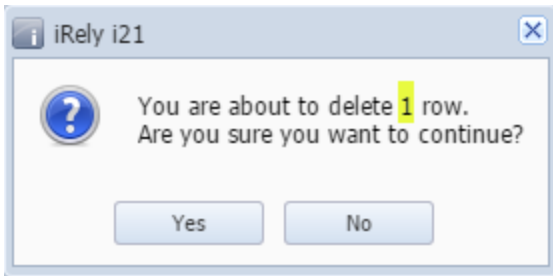 iRely i21
You are about to delete 1 row.
Are you sure you want to continue?
Yes No